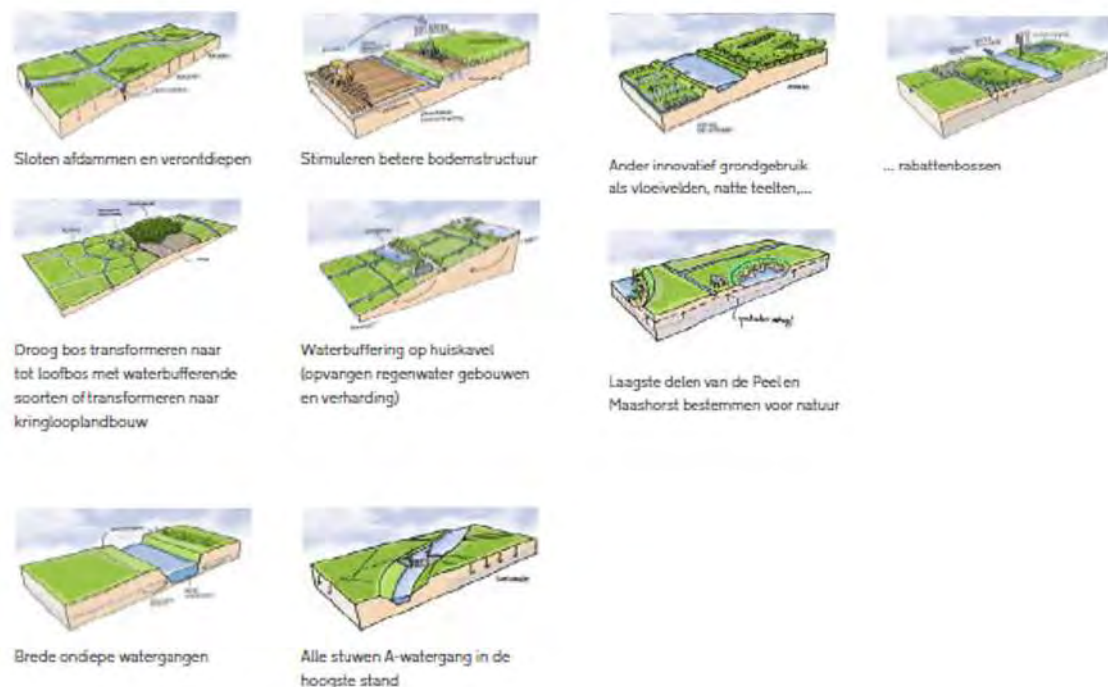 Sloten afdammen en verontdiepen
Stimuleren betere bodemstructuur
Ander innovatief grondgebruik
als vloeivelden, natte teelten,...
... rabattenbossen
Droog bos transformeren naar
tot loofbos met waterbufferende
soorten of transformeren naar
kringlooplandbouw
Waterbuffering op huiskavel
(opvangen regenwater gebouwen
en verharding)
Laagste delen van de Peel en
Maashorst bestemmen voor natuur
Brede ondiepe watergangen
Alle stuwen A-watergang in de
hoogste stand